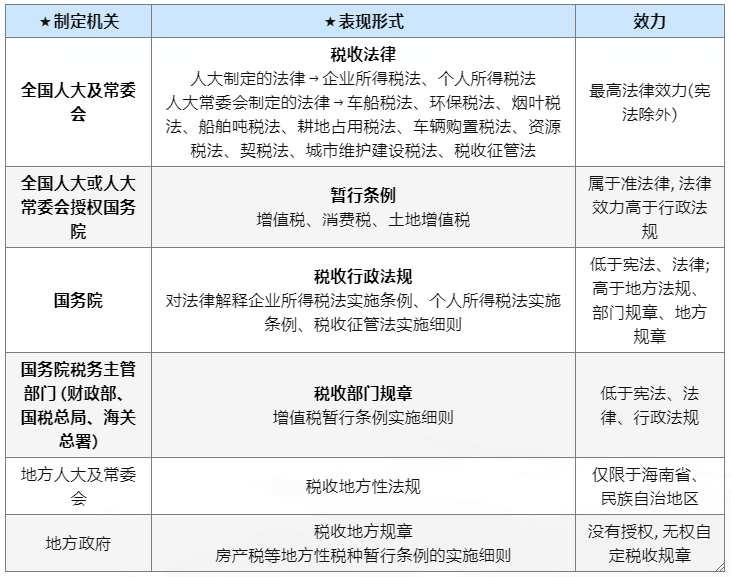 ★制定机关 ★表现形式 效力
全国人大及常委
会
税收法律
人大制定的法律→企业所得税法、个人所得税法
人大常委会制定的法律→车船税法、环保税法、烟叶税
法、船舶吨税法、耕地占用税法、车辆购置税法、资源
税法、契税法、城市维护建设税法、税收征管法
最高法律效力(宪
法除外)
全国人大或人大
常委会授权国务
院
暂行条例
增值税、消费税、土地增值税
属于准法律, 法律
效力高于行政法
规
国务院
税收行政法规
对法律解释企业所得税法实施条例、个人所得税法实施
条例、税收征管法实施细则
低于宪法、法律;
高于地方法规、
部门规章、地方
规章
国务院税务主管
部门 (财政部、
国税总局、海关
总署)
税收部门规章
增值税暂行条例实施细则
低于宪法、法
律、行政法规
地方人大及常委
会
税收地方性法规
仅限于海南省、
民族自治地区
地方政府
税收地方规章
房产税等地方性税种暂行条例的实施细则
没有授权, 无权自
定税收规章